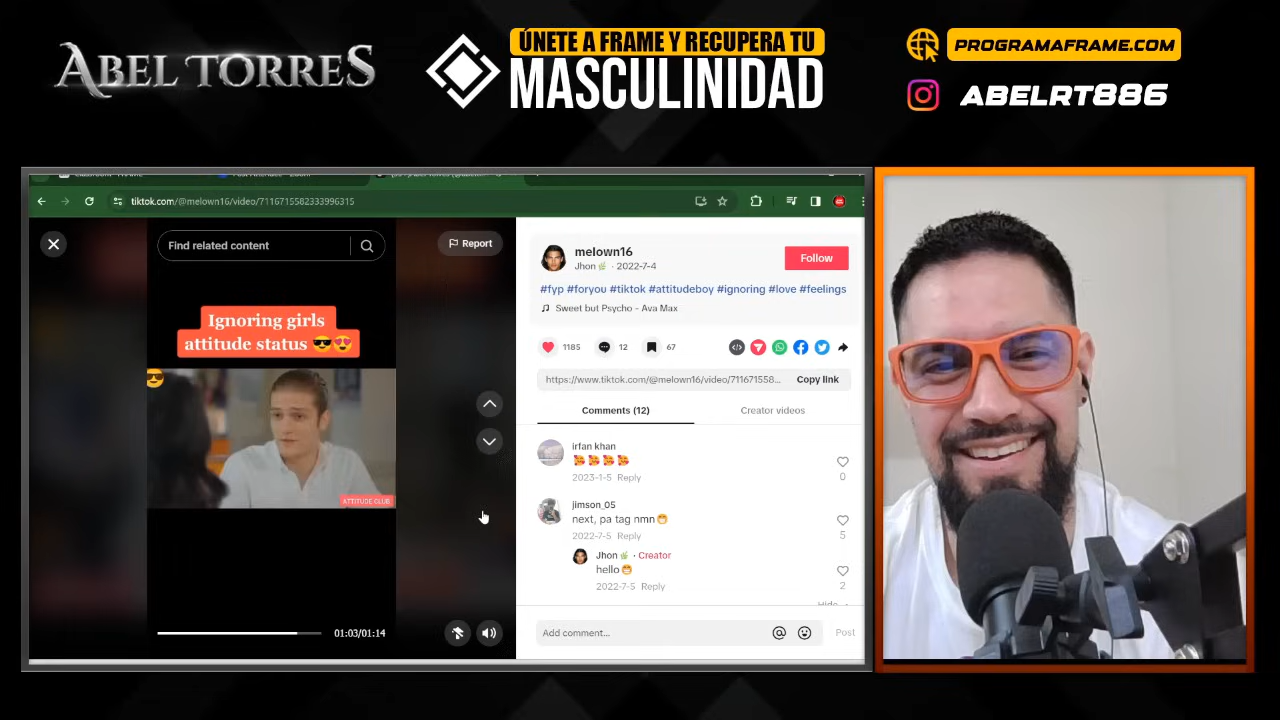 ABEL TORRES
ÚNETE A FRAME Y RECUPERA TU
MASCULINIDAD
PROGRAMAFRAME.COM
ABELRT886
tiktok.com/@melown16/video/7116715582333996315
Find related content
Report
Ignoring girls
attitude status 😎😍
ATTITUDE CLUB
01:03/01:14
melown16
Jhon🌿 · 2022-7-4
Follow
#fyp #foryou #tiktok #attitudeboy #ignoring #love #feelings
Sweet but Psycho - Ava Max
1185 12 67
https://www.tiktok.com/@melown16/video/711671558... Copy link
Comments (12) Creator videos
irfan khan
🥰🥰🥰🥰
2023-1-5 Reply
0
jimson_05
next, pa tag nmn😁
2022-7-5 Reply
5
Jhon🌿 · Creator
hello😁
2022-7-5 Reply
2
Hide
Add comment... Post